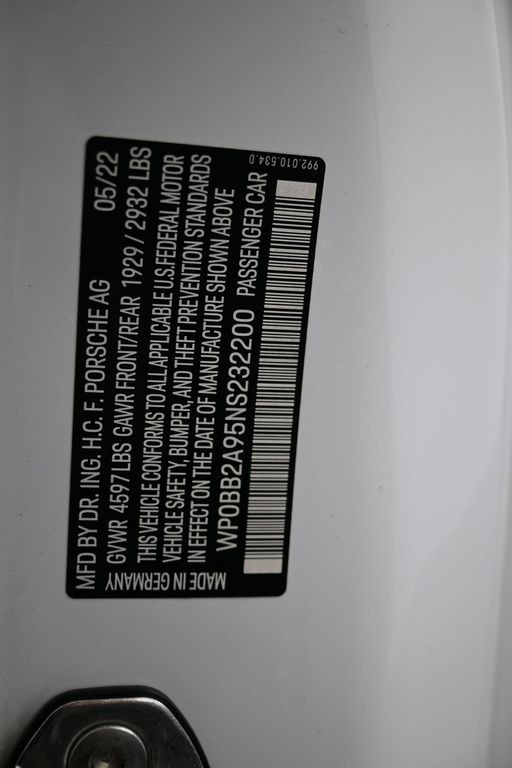 MFD BY DR. ING. H.C. F. PORSCHE AG 05/22
GVWR 4597 LBS GAWR FRONT/REAR 1929 / 2932 LBS
THIS VEHICLE CONFORMS TO ALL APPLICABLE U.S. FEDERAL MOTOR
VEHICLE SAFETY, BUMPER, AND THEFT PREVENTION STANDARDS
IN EFFECT ON THE DATE OF MANUFACTURE SHOWN ABOVE
WP0BB2A95NS232200 PASSENGER CAR
MADE IN GERMANY
992.010.534.D